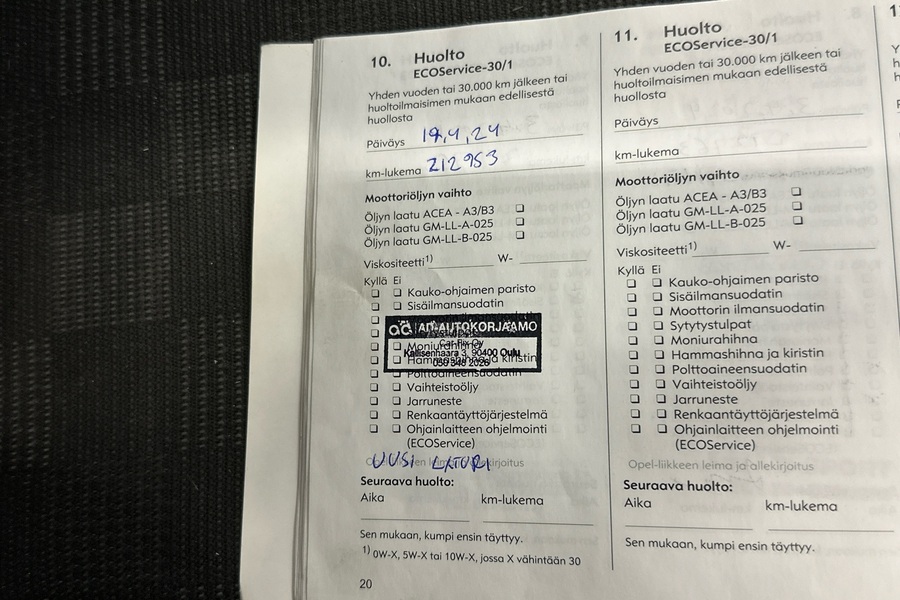 10. Huolto
ECOService-30/1
Yhden vuoden tai 30.000 km jälkeen tai
huoltoilmaisimen mukaan edellisestä
huollosta
Päiväys 19,4,24
km-lukema 212953
Moottoriöljyn vaihto
Öljyn laatu ACEA - A3/B3
Öljyn laatu GM-LL-A-025
Öljyn laatu GM-LL-B-025
Viskositeetti1) W-
Kyllä Ei
Kauko-ohjaimen paristo
Sisäilmansuodatin
ad AD-AUTOKORJAAMO
Car-Fix Oy
Moniurahihna
Kallisenhaara 3, 90400 Oulu
Hammashihna ja kiristin
Polttoaineensuodatin
Vaihteistoöljy
Jarruneste
Renkaantäyttöjärjestelmä
Ohjainlaitteen ohjelmointi
(ECOService)
UUSI LATURI
Seuraava huolto:
Aika km-lukema
Sen mukaan, kumpi ensin täyttyy.
1) 0W-X, 5W-X tai 10W-X, jossa X vähintään 30
20
11. Huolto
ECOService-30/1
Yhden vuoden tai 30.000 km jälkeen tai
huoltoilmaisimen mukaan edellisestä
huollosta
Päiväys
km-lukema
Moottoriöljyn vaihto
Öljyn laatu ACEA - A3/B3
Öljyn laatu GM-LL-A-025
Öljyn laatu GM-LL-B-025
Viskositeetti1) W-
Kyllä Ei
Kauko-ohjaimen paristo
Sisäilmansuodatin
Moottorin ilmansuodatin
Sytytystulpat
Moniurahihna
Hammashihna ja kiristin
Polttoaineensuodatin
Vaihteistoöljy
Jarruneste
Renkaantäyttöjärjestelmä
Ohjainlaitteen ohjelmointi
(ECOService)
Opel-liikkeen leima ja allekirjoitus
Seuraava huolto:
Aika km-lukema
Sen mukaan, kumpi ensin täyttyy.